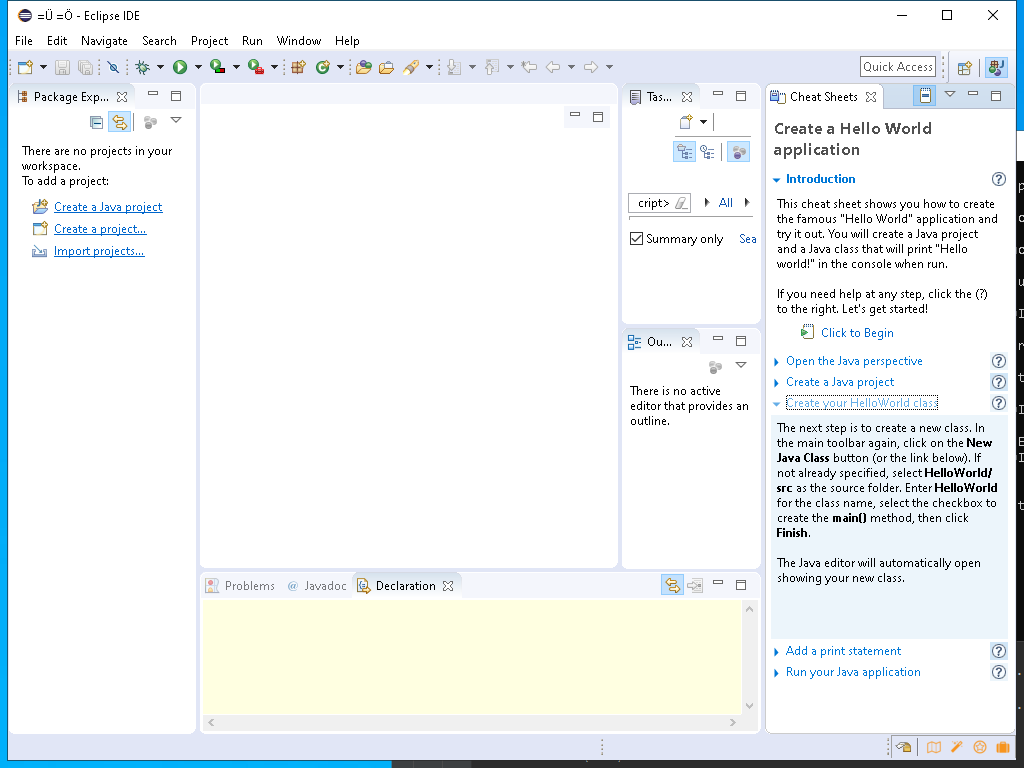 =Ü =Ö - Eclipse IDE
File Edit Navigate Search Project Run Window Help
Quick Access
Package Exp...
There are no projects in your
workspace.
To add a project:
Create a Java project
Create a project...
Import projects...
Tas...
cript>
All
Summary only
Sea
Ou...
There is no active
editor that provides an
outline.
Problems
@ Javadoc
Declaration
Cheat Sheets
Create a Hello World
application
Introduction
This cheat sheet shows you how to create
the famous "Hello World" application and
try it out. You will create a Java project
and a Java class that will print "Hello
world!" in the console when run.
If you need help at any step, click the (?)
to the right. Let's get started!
Click to Begin
Open the Java perspective
Create a Java project
Create your HelloWorld class
The next step is to create a new class. In
the main toolbar again, click on the New
Java Class button (or the link below). If
not already specified, select HelloWorld/
src as the source folder. Enter HelloWorld
for the class name, select the checkbox to
create the main() method, then click
Finish.
The Java editor will automatically open
showing your new class.
Add a print statement
Run your Java application